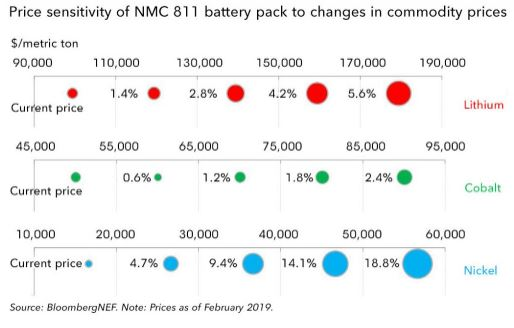 Price sensitivity of NMC 811 battery pack to changes in commodity prices
$/metric ton
90,000 110,000 130,000 150,000 170,000 190,000
Current price 1.4% 2.8% 4.2% 5.6%
Lithium
45,000 55,000 65,000 75,000 85,000 95,000
Current price 0.6% 1.2% 1.8% 2.4%
Cobalt
10,000 20,000 30,000 40,000 50,000 60,000
Current price 4.7% 9.4% 14.1% 18.8%
Nickel
Source: BloombergNEF. Note: Prices as of February 2019.